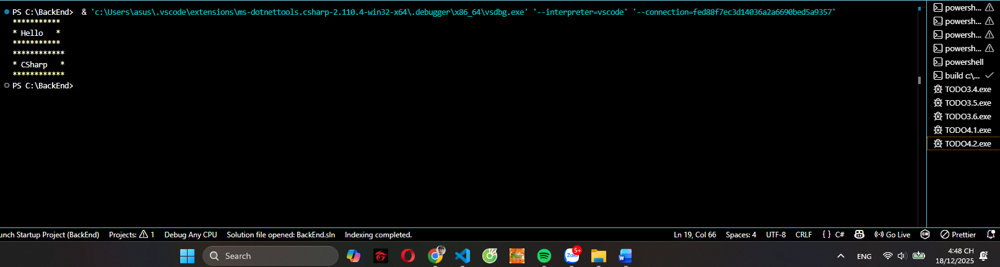 PS C:\BackEnd>  & 'c:\Users\asus\.vscode\extensions\ms-dotnettools.csharp-2.110.4-win32-x64\.debugger\x86_64\vsdbg.exe' '--interpreter=vscode' '--connection=fed88f7ec3d14036a2a6690bed5a9357'
***********
* Hello   *
***********
************
* CSharp   *
************
PS C:\BackEnd>
powersh...
powersh...
powersh...
powersh...
powershell
build c:\...
TODO3.4.exe
TODO3.5.exe
TODO3.6.exe
TODO4.1.exe
TODO4.2.exe
unch Startup Project (BackEnd) Projects: 1 Debug Any CPU Solution file opened: BackEnd.sln Indexing completed. Ln 19, Col 66 Spaces: 4 UTF-8 CRLF { } C# Go Live C# Prettier
Search Zalo 5+ W ENG 4:48 CH
18/12/2025